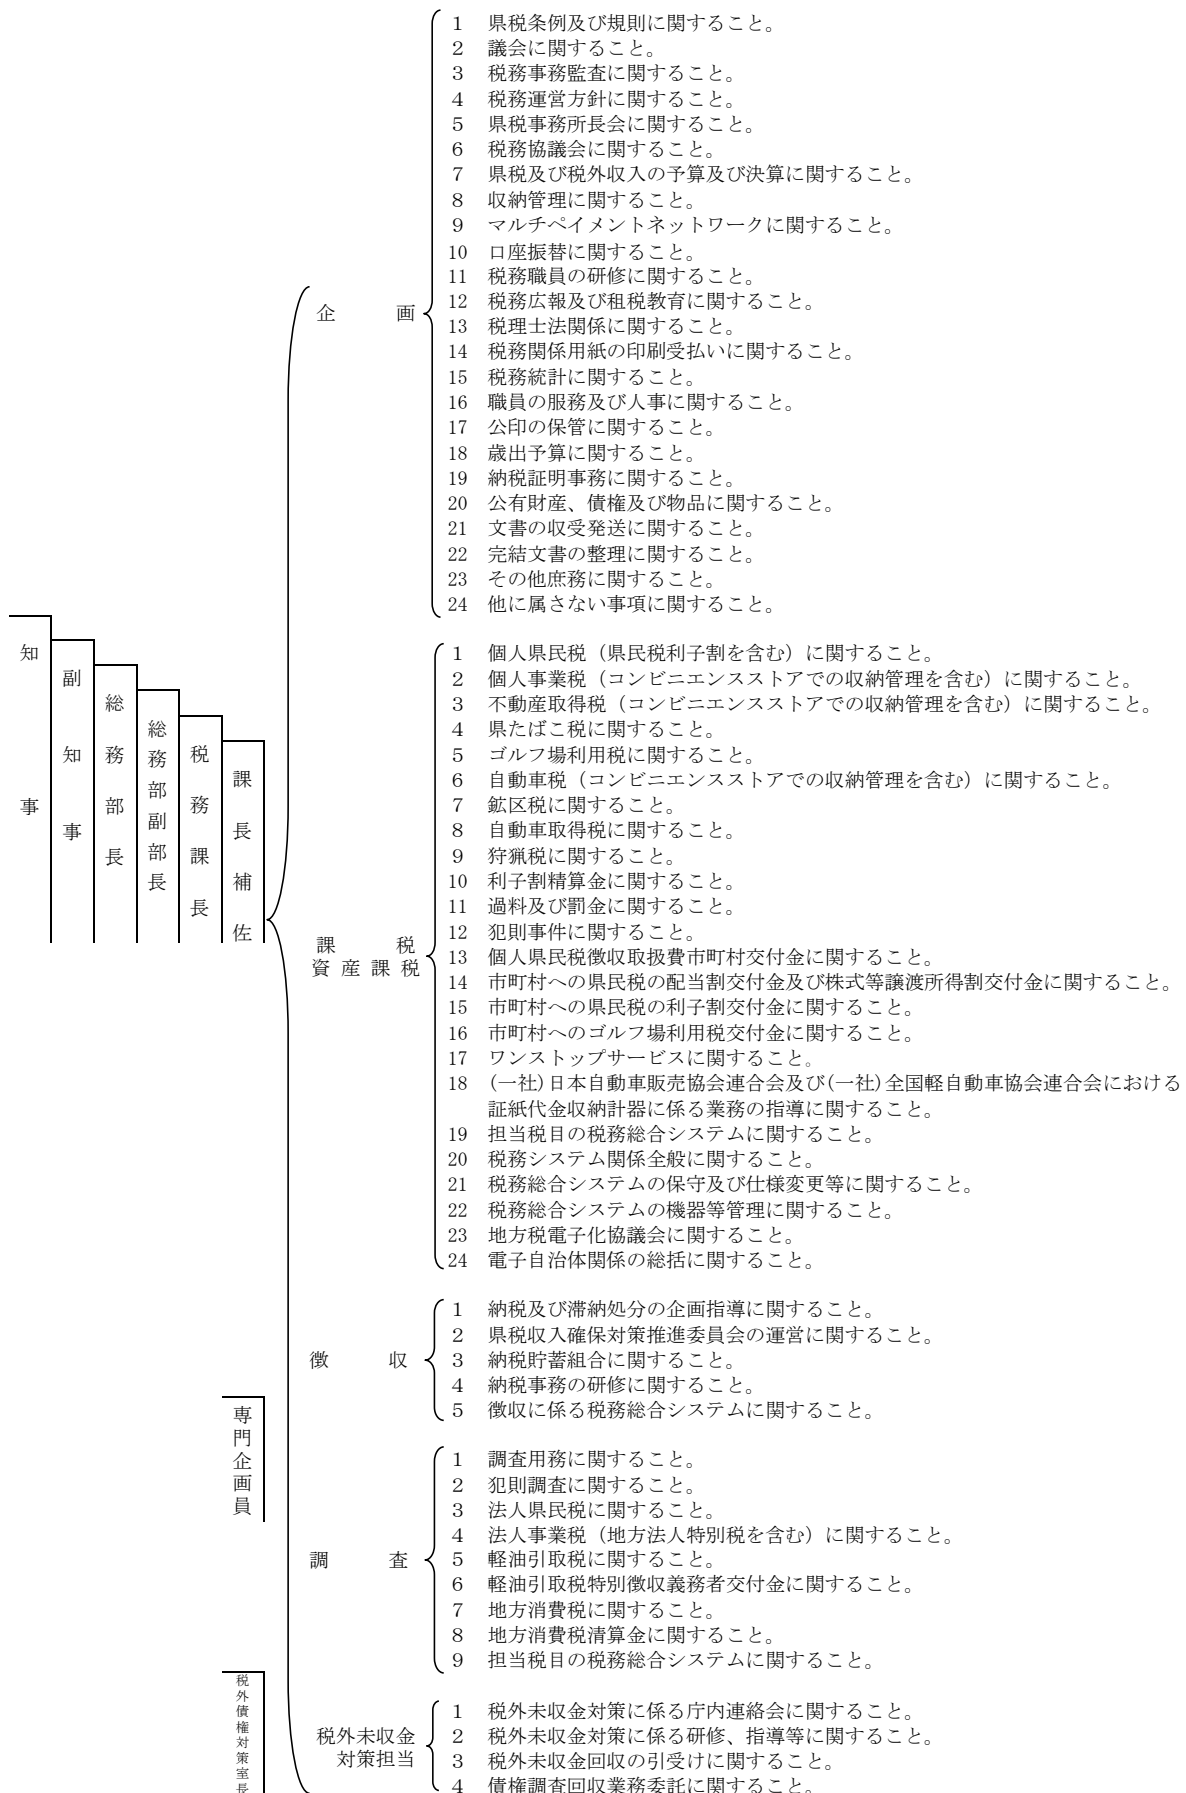 知事
副知事
総務部長
総務部副部長
税務課長
課長補佐
専門企画員
税外債権対策室長
企画
1 県税条例及び規則に関すること。
2 議会に関すること。
3 税務事務監査に関すること。
4 税務運営方針に関すること。
5 県税事務所長会に関すること。
6 税務協議会に関すること。
7 県税及び税外収入の予算及び決算に関すること。
8 収納管理に関すること。
9 マルチペイメントネットワークに関すること。
10 口座振替に関すること。
11 税務職員の研修に関すること。
12 税務広報及び租税教育に関すること。
13 税理士法関係に関すること。
14 税務関係用紙の印刷受払いに関すること。
15 税務統計に関すること。
16 職員の服務及び人事に関すること。
17 公印の保管に関すること。
18 歳出予算に関すること。
19 納税証明事務に関すること。
20 公有財産、債権及び物品に関すること。
21 文書の収受発送に関すること。
22 完結文書の整理に関すること。
23 その他庶務に関すること。
24 他に属さない事項に関すること。
課税
資産課税
1 個人県民税（県民税利子割を含む）に関すること。
2 個人事業税（コンビニエンスストアでの収納管理を含む）に関すること。
3 不動産取得税（コンビニエンスストアでの収納管理を含む）に関すること。
4 県たばこ税に関すること。
5 ゴルフ場利用税に関すること。
6 自動車税（コンビニエンスストアでの収納管理を含む）に関すること。
7 鉱区税に関すること。
8 自動車取得税に関すること。
9 狩猟税に関すること。
10 利子割精算金に関すること。
11 過料及び罰金に関すること。
12 犯則事件に関すること。
13 個人県民税徴収取扱費市町村交付金に関すること。
14 市町村への県民税の配当割交付金及び株式等譲渡所得割交付金に関すること。
15 市町村への県民税の利子割交付金に関すること。
16 市町村へのゴルフ場利用税交付金に関すること。
17 ワンストップサービスに関すること。
18 (一社)日本自動車販売協会連合会及び(一社)全国軽自動車協会連合会における
証紙代金収納計器に係る業務の指導に関すること。
19 担当税目の税務総合システムに関すること。
20 税務システム関係全般に関すること。
21 税務総合システムの保守及び仕様変更等に関すること。
22 税務総合システムの機器等管理に関すること。
23 地方税電子化協議会に関すること。
24 電子自治体関係の総括に関すること。
徴収
1 納税及び滞納処分の企画指導に関すること。
2 県税収入確保対策推進委員会の運営に関すること。
3 納税貯蓄組合に関すること。
4 納税事務の研修に関すること。
5 徴収に係る税務総合システムに関すること。
調査
1 調査用務に関すること。
2 犯則調査に関すること。
3 法人県民税に関すること。
4 法人事業税（地方法人特別税を含む）に関すること。
5 軽油引取税に関すること。
6 軽油引取税特別徴収義務者交付金に関すること。
7 地方消費税に関すること。
8 地方消費税清算金に関すること。
9 担当税目の税務総合システムに関すること。
税外未収金
対策担当
1 税外未収金対策に係る庁内連絡会に関すること。
2 税外未収金対策に係る研修、指導等に関すること。
3 税外未収金回収の引受けに関すること。
4 債権調査回収業務委託に関すること。